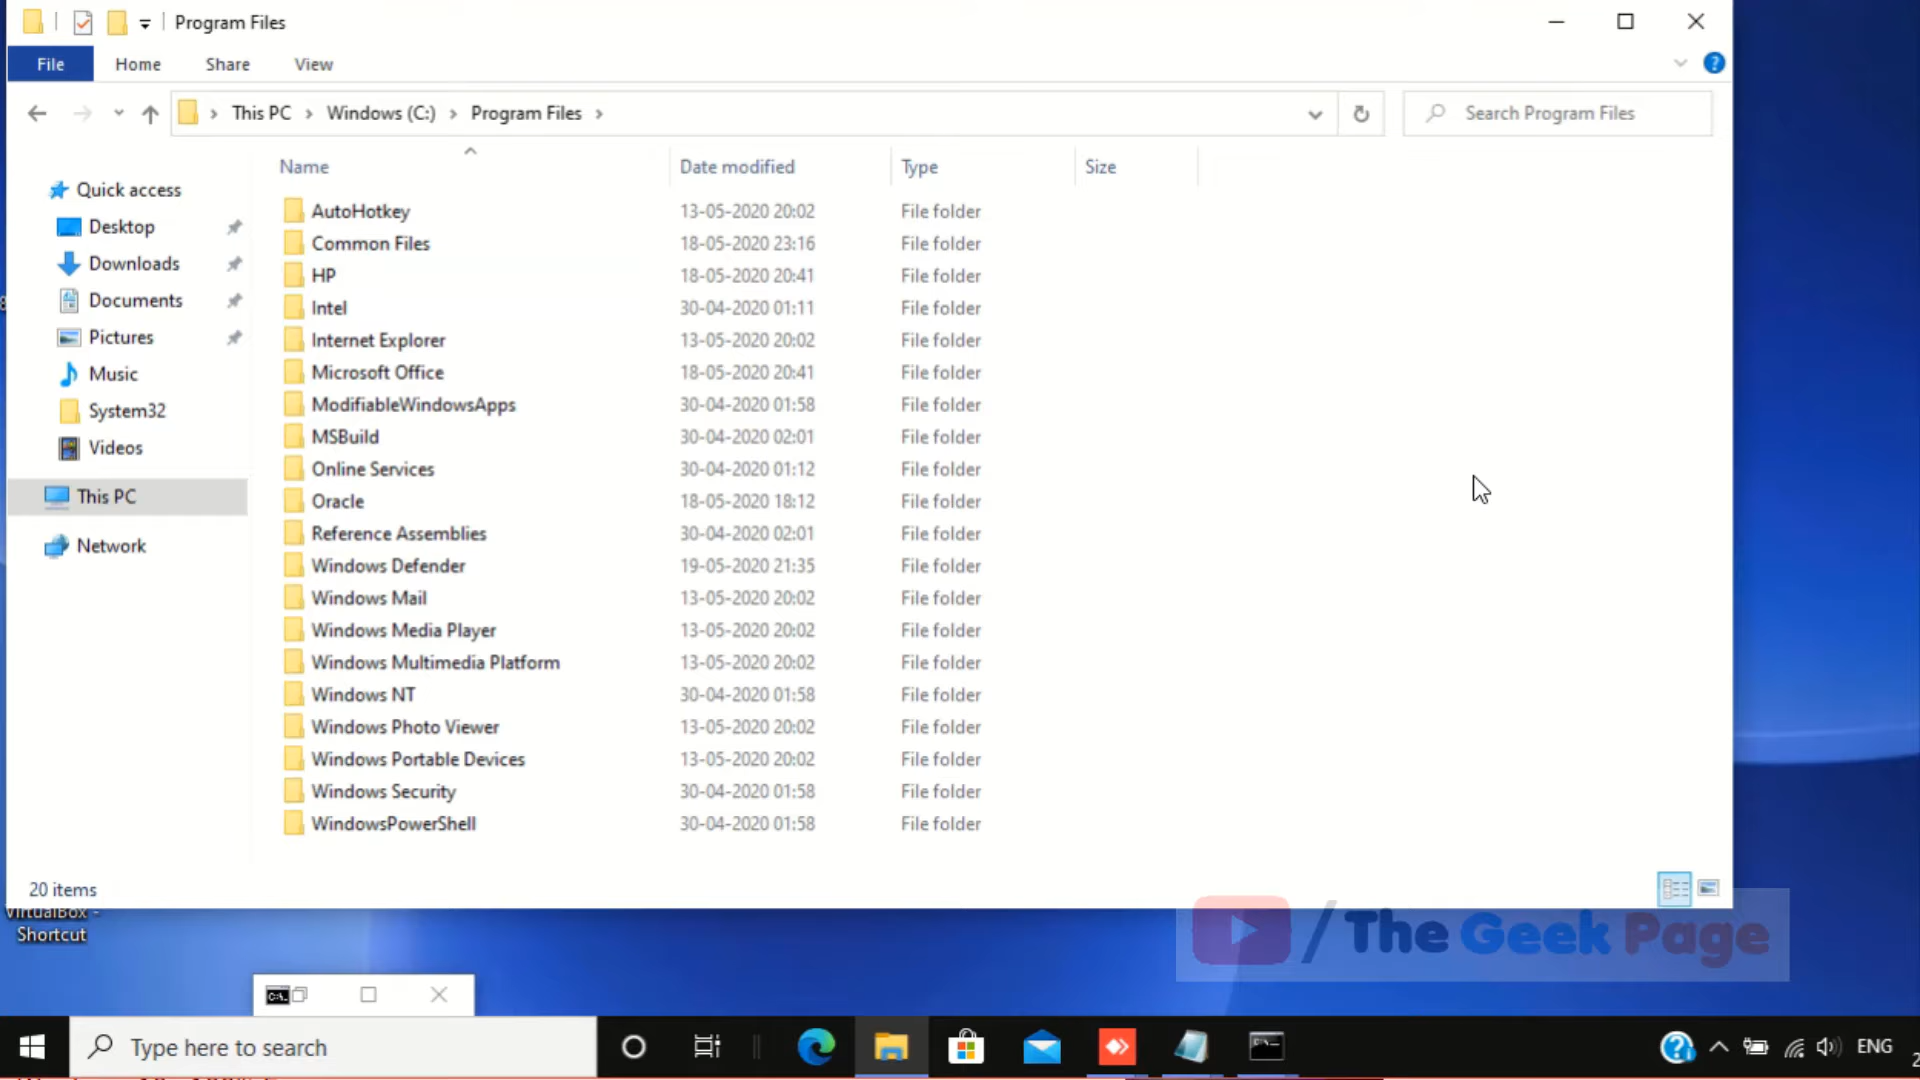 Program Files
File Home Share View
This PC Windows (C:) Program Files
Search Program Files
Name Date modified Type Size
Quick access
Desktop
Downloads
Documents
Pictures
Music
System32
Videos
This PC
Network
AutoHotkey 13-05-2020 20:02 File folder
Common Files 18-05-2020 23:16 File folder
HP 18-05-2020 20:41 File folder
Intel 30-04-2020 01:11 File folder
Internet Explorer 13-05-2020 20:02 File folder
Microsoft Office 18-05-2020 20:41 File folder
ModifiableWindowsApps 30-04-2020 01:58 File folder
MSBuild 30-04-2020 02:01 File folder
Online Services 30-04-2020 01:12 File folder
Oracle 18-05-2020 18:12 File folder
Reference Assemblies 30-04-2020 02:01 File folder
Windows Defender 19-05-2020 21:35 File folder
Windows Mail 13-05-2020 20:02 File folder
Windows Media Player 13-05-2020 20:02 File folder
Windows Multimedia Platform 13-05-2020 20:02 File folder
Windows NT 30-04-2020 01:58 File folder
Windows Photo Viewer 13-05-2020 20:02 File folder
Windows Portable Devices 13-05-2020 20:02 File folder
Windows Security 30-04-2020 01:58 File folder
WindowsPowerShell 30-04-2020 01:58 File folder
20 items
VirtualBox -
Shortcut
/ The Geek Page
Type here to search
ENG